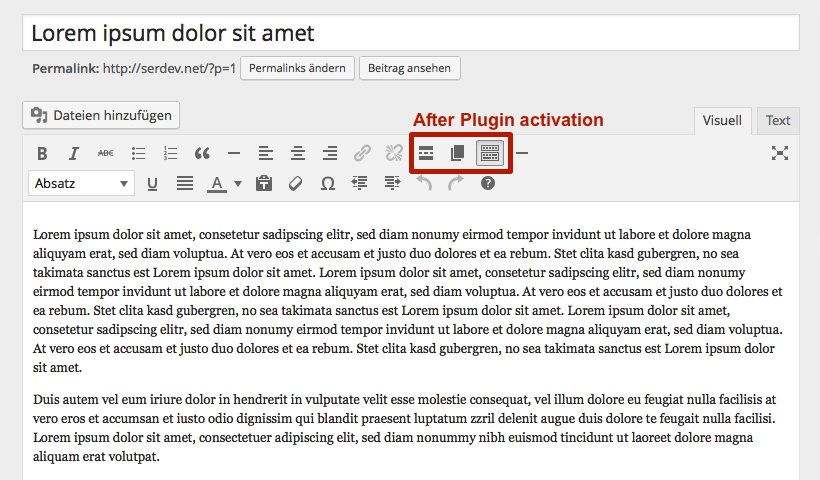 Lorem ipsum dolor sit amet
Permalink: http://serdev.net/?p=1 Permalinks ändern Beitrag ansehen
Dateien hinzufügen
After Plugin activation
Visuell Text
B I ABC
Absatz U A T Ω ?
Lorem ipsum dolor sit amet, consetetur sadipscing elitr, sed diam nonumy eirmod tempor invidunt ut labore et dolore magna
aliquyam erat, sed diam voluptua. At vero eos et accusam et justo duo dolores et ea rebum. Stet clita kasd gubergren, no sea
takimata sanctus est Lorem ipsum dolor sit amet. Lorem ipsum dolor sit amet, consetetur sadipscing elitr, sed diam nonumy
eirmod tempor invidunt ut labore et dolore magna aliquyam erat, sed diam voluptua. At vero eos et accusam et justo duo dolores et
ea rebum. Stet clita kasd gubergren, no sea takimata sanctus est Lorem ipsum dolor sit amet. Lorem ipsum dolor sit amet,
consetetur sadipscing elitr, sed diam nonumy eirmod tempor invidunt ut labore et dolore magna aliquyam erat, sed diam voluptua.
At vero eos et accusam et justo duo dolores et ea rebum. Stet clita kasd gubergren, no sea takimata sanctus est Lorem ipsum dolor
sit amet.
Duis autem vel eum iriure dolor in hendrerit in vulputate velit esse molestie consequat, vel illum dolore eu feugiat nulla facilisis at
vero eros et accumsan et iusto odio dignissim qui blandit praesent luptatum zzril delenit augue duis dolore te feugait nulla facilisi.
Lorem ipsum dolor sit amet, consectetuer adipiscing elit, sed diam nonummy nibh euismod tincidunt ut laoreet dolore magna
aliquam erat volutpat.